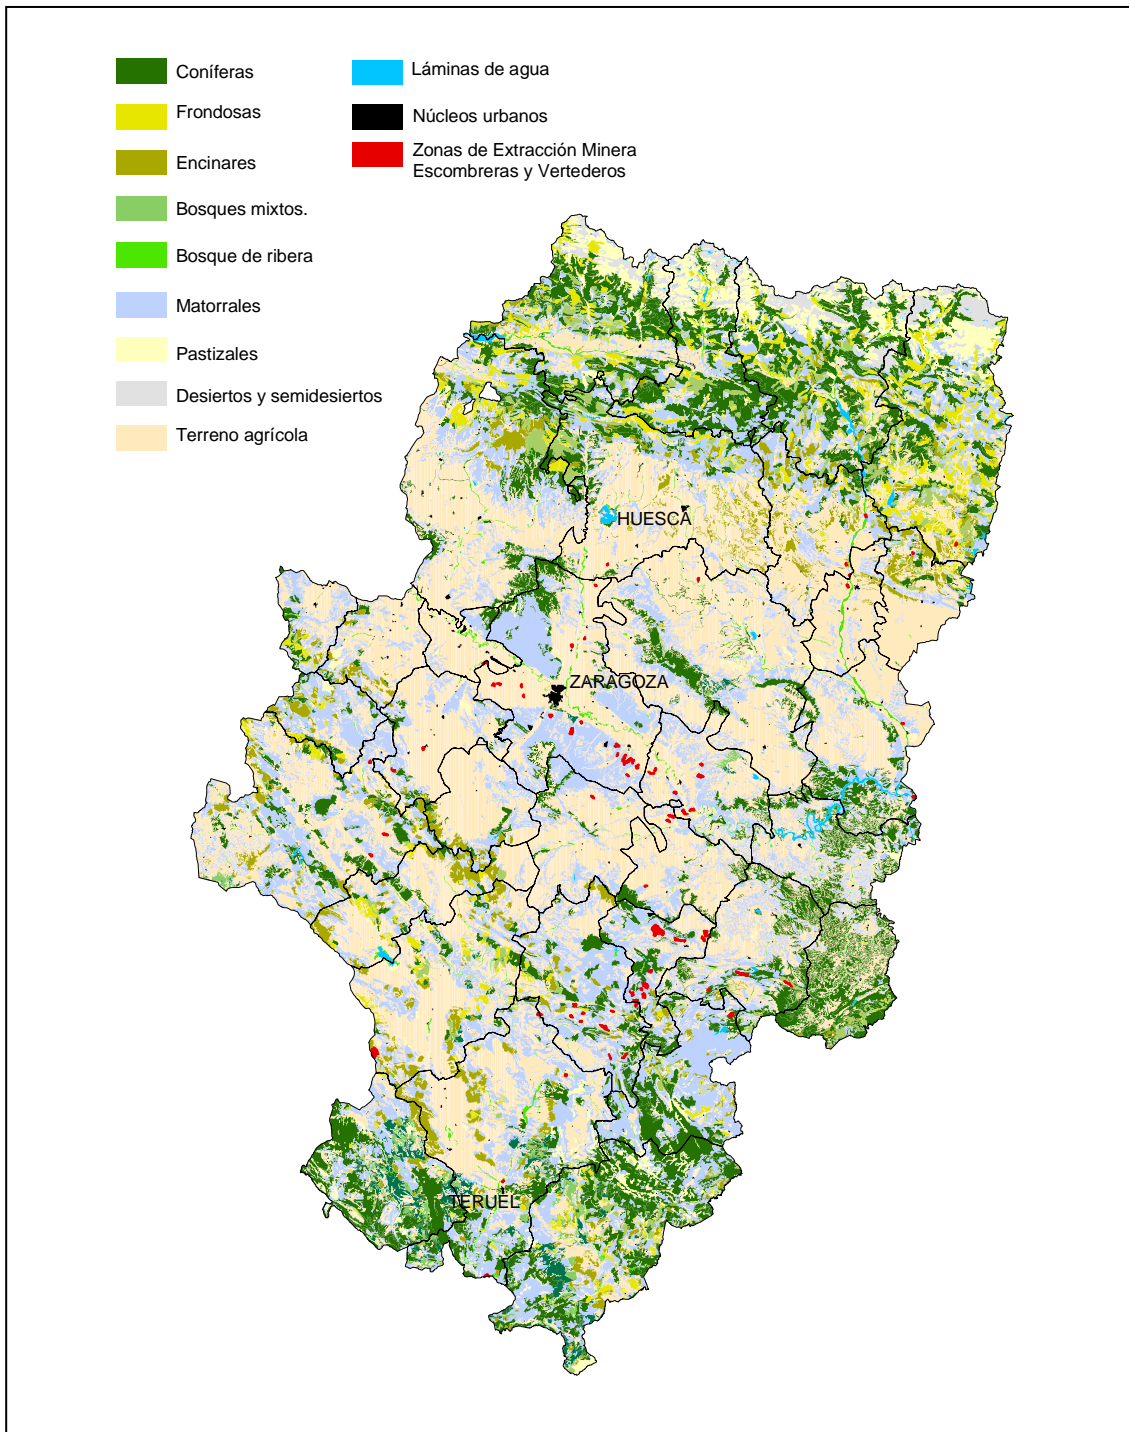 Coníferas
Frondosas
Encinares
Bosques mixtos.
Bosque de ribera
Matorrales
Pastizales
Desiertos y semidesiertos
Terreno agrícola
Láminas de agua
Núcleos urbanos
Zonas de Extracción Minera
Escombreras y Vertederos
HUESCA
ZARAGOZA
TERUEL